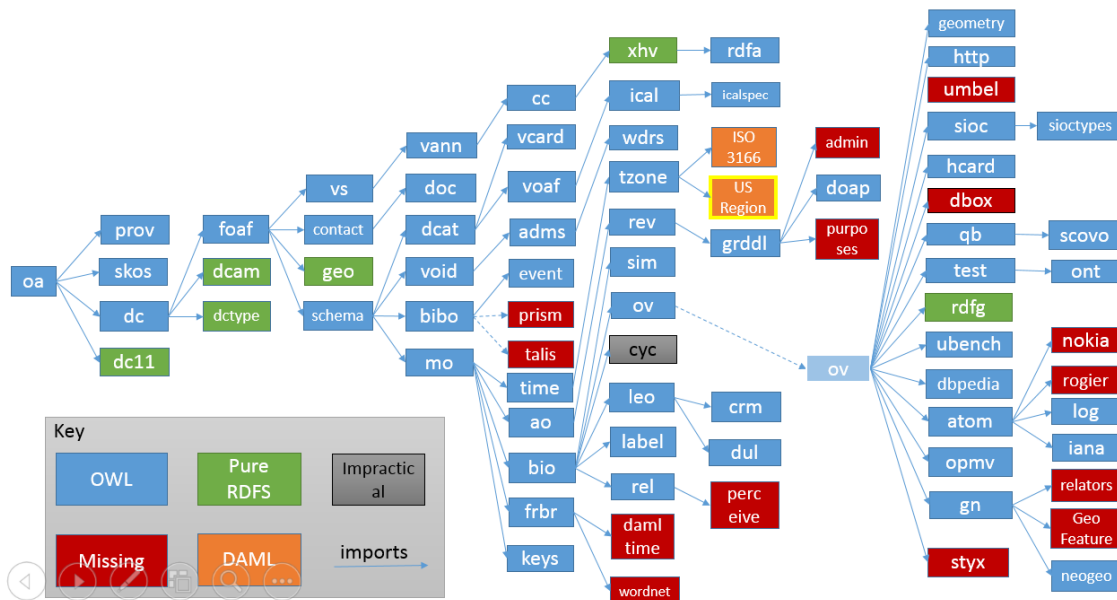 oa
prov
skos
dc
dc11
foaf
dcam
dctype
vs
contact
geo
schema
vann
doc
dcat
void
bibo
mo
cc
vcard
voaf
adms
event
prism
talis
time
ao
bio
frbr
keys
xhv
ical
wdrs
tzone
rev
sim
ov
cyc
leo
label
rel
daml
time
wordnet
rdfa
icalspec
ISO
3166
US
Region
grddl
crm
dul
perc
eive
admin
doap
purpo
ses
ov
geometry
http
umbel
sioc
hcard
dbox
qb
test
rdfg
ubench
dbpedia
atom
opmv
gn
styx
sioctypes
scovo
ont
nokia
rogier
log
iana
relators
Geo
Feature
neogeo
Key
OWL
Pure
RDFS
Impractic
al
Missing
DAML
imports